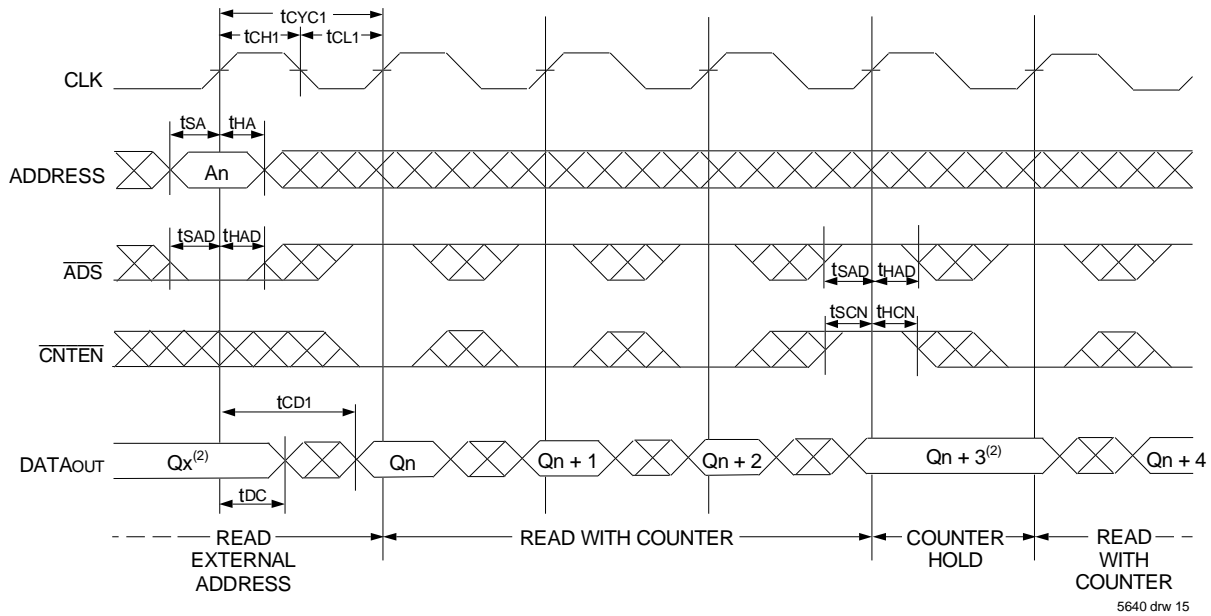 tCYC1
tCH1 tCL1
CLK
tSA tHA
ADDRESS An
tSAD tHAD
ADS tSAD tHAD
tSCN tHCN
CNTEN
tCD1
DATAOUT Qx(2) Qn Qn + 1 Qn + 2 Qn + 3(2) Qn + 4
tDC
READ EXTERNAL ADDRESS
READ WITH COUNTER
COUNTER HOLD
READ WITH COUNTER
5640 drw 15